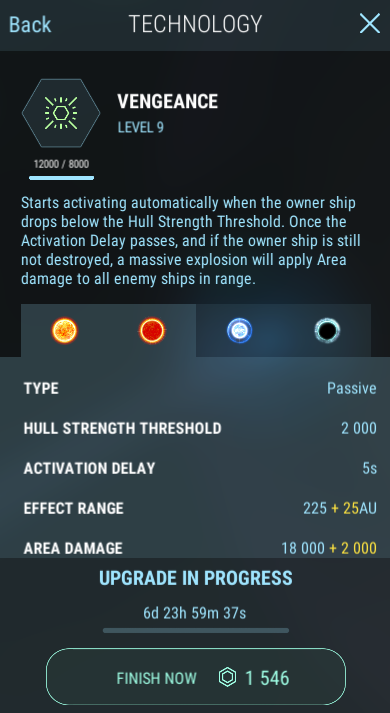 Back
TECHNOLOGY
VENGEANCE
LEVEL 9
12000 / 8000
Starts activating automatically when the owner ship
drops below the Hull Strength Threshold. Once the
Activation Delay passes, and if the owner ship is still
not destroyed, a massive explosion will apply Area
damage to all enemy ships in range.
TYPE Passive
HULL STRENGTH THRESHOLD 2 000
ACTIVATION DELAY 5s
EFFECT RANGE 225 + 25AU
AREA DAMAGE 18 000 + 2 000
UPGRADE IN PROGRESS
6d 23h 59m 37s
FINISH NOW 1 546